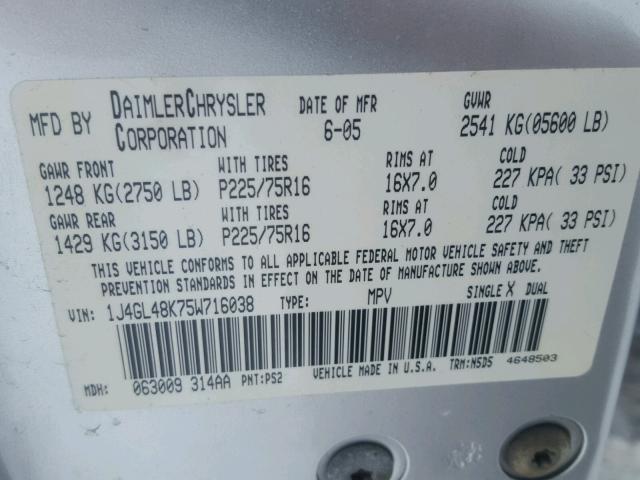 MFD BY DAIMLERCHRYSLER CORPORATION DATE OF MFR 6-05 GVWR 2541 KG(05600 LB)
GAWR FRONT WITH TIRES RIMS AT COLD
1248 KG(2750 LB) P225/75R16 16X7.0 227 KPA( 33 PSI)
GAWR REAR WITH TIRES RIMS AT COLD
1429 KG(3150 LB) P225/75R16 16X7.0 227 KPA( 33 PSI)
THIS VEHICLE CONFORMS TO ALL APPLICABLE FEDERAL MOTOR VEHICLE SAFETY AND THEFT
PREVENTION STANDARDS IN EFFECT ON THE DATE OF MANUFACTURE SHOWN ABOVE.
VIN: 1J4GL48K75W716038 TYPE: MPV SINGLE X DUAL
MDH: 063009 314AA PNT:PS2 VEHICLE MADE IN U.S.A. TRM:N5D5 4648503